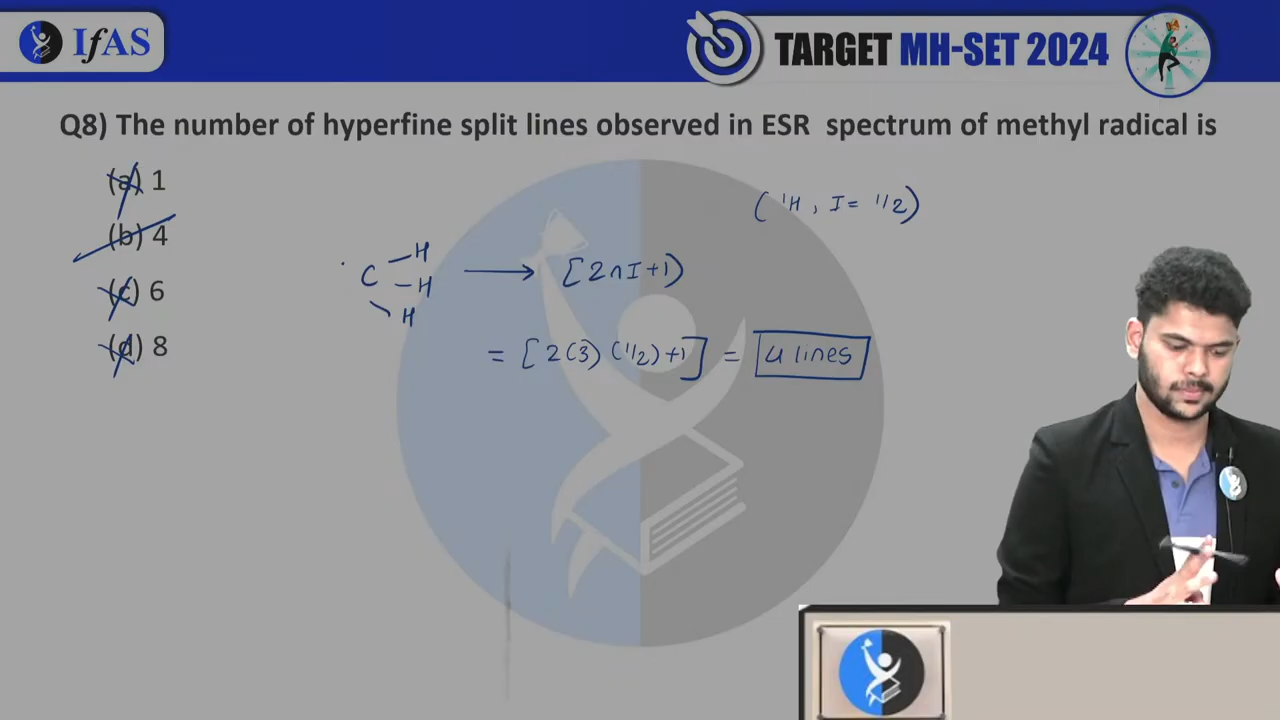 IfAS
TARGET MH-SET 2024
Q8) The number of hyperfine split lines observed in ESR spectrum of methyl radical is
(a) 1
(b) 4
(c) 6
(d) 8
(¹H, I = 1/2)
H
· C – H → [2nI+1)
H
= [2(3) (1/2) +1] = 4 lines